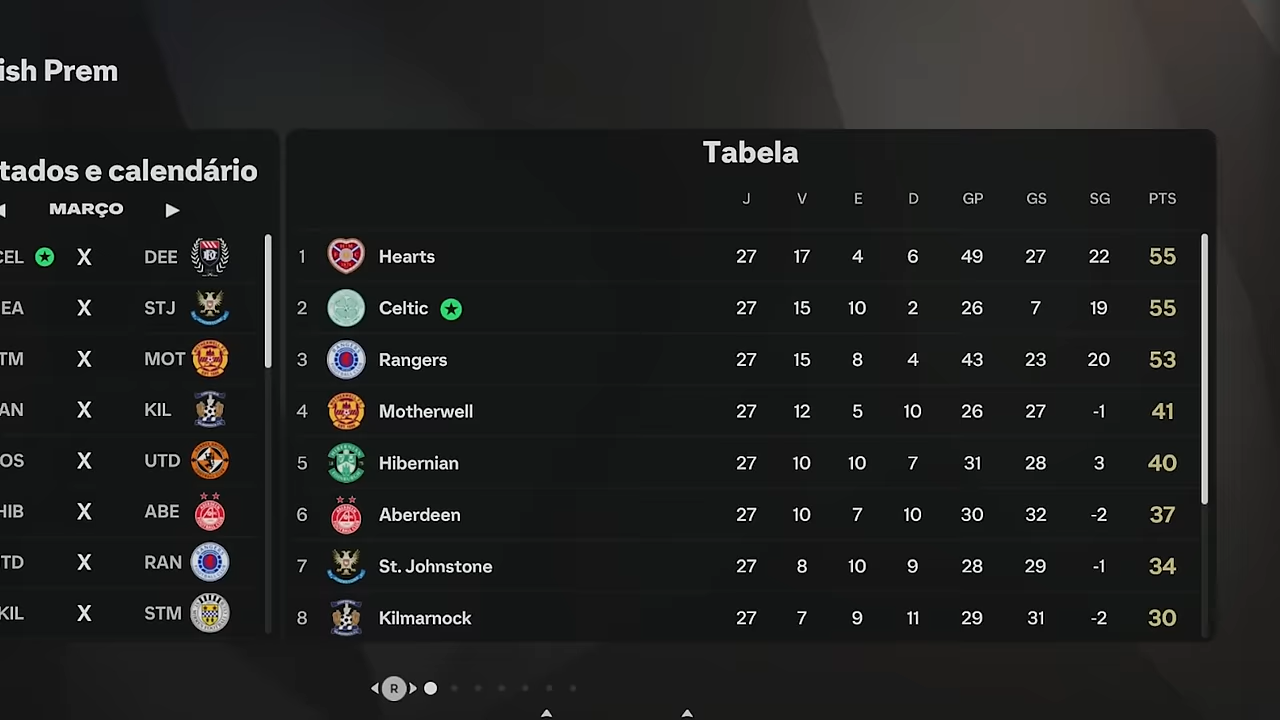 ish Prem
tados e calendário
MARÇO
CEL X DEE
EA X STJ
TM X MOT
AN X KIL
OS X UTD
HIB X ABE
TD X RAN
KIL X STM
Tabela
J V E D GP GS SG PTS
1 Hearts 27 17 4 6 49 27 22 55
2 Celtic 27 15 10 2 26 7 19 55
3 Rangers 27 15 8 4 43 23 20 53
4 Motherwell 27 12 5 10 26 27 -1 41
5 Hibernian 27 10 10 7 31 28 3 40
6 Aberdeen 27 10 7 10 30 32 -2 37
7 St. Johnstone 27 8 10 9 28 29 -1 34
8 Kilmarnock 27 7 9 11 29 31 -2 30
R